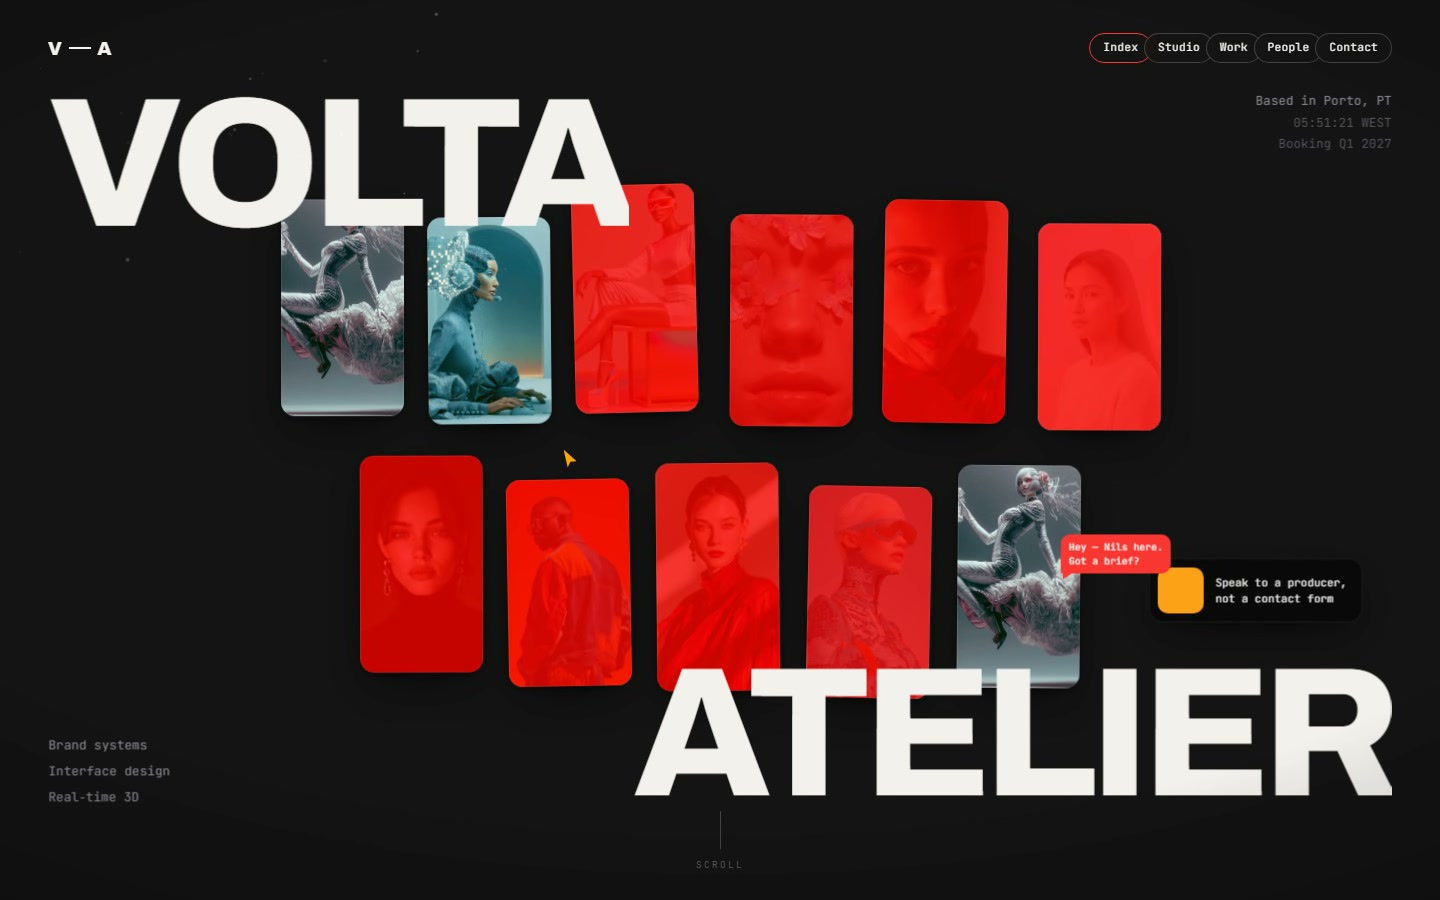 V — A
Index
Studio
Work
People
Contact
VOLTA
Based in Porto, PT
05:51:21 WEST
Booking Q1 2027
Hey — Nils here.
Got a brief?
Speak to a producer,
not a contact form
ATELIER
Brand systems
Interface design
Real-time 3D
SCROLL